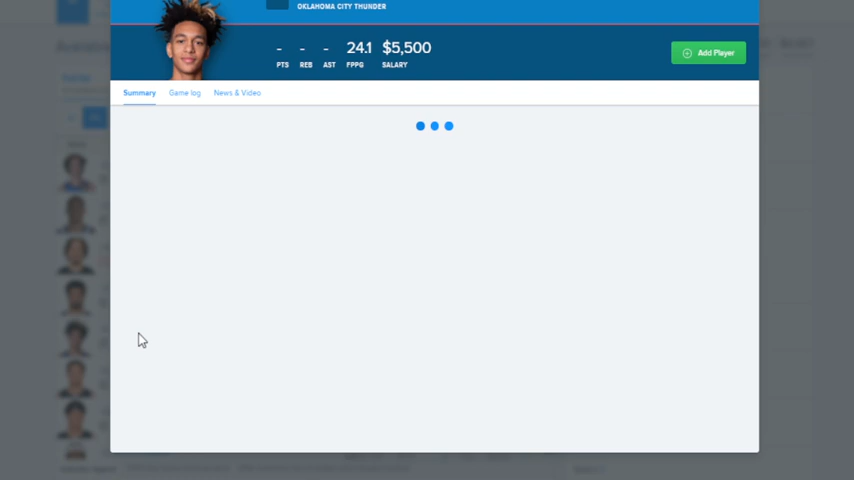 OKLAHOMA CITY THUNDER
- - - 24.1 $5,500
PTS REB AST FPPG SALARY
Add Player
Summary Game log News & Video